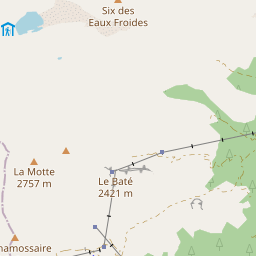 Six des
Eaux Froides
La Motte
2757 m
Le Baté
2421 m
hamossaire